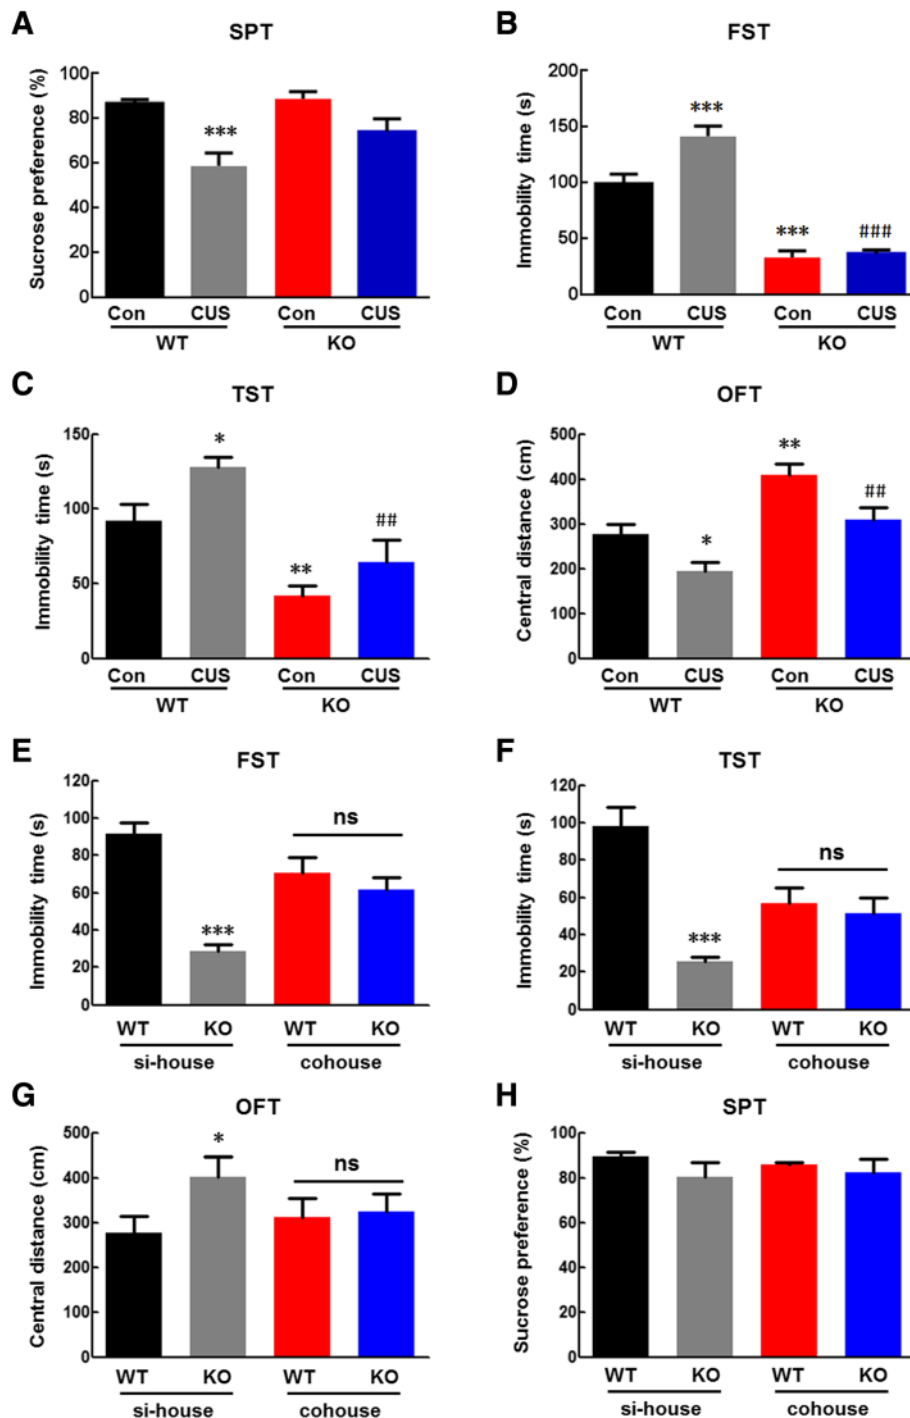 A
SPT
Sucrose preference (%)
100
80
60
40
20
0
***
Con CUS Con CUS
WT KO
B
FST
Immobility time (s)
200
150
100
50
0
***
***
###
Con CUS Con CUS
WT KO
C
TST
Immobility time (s)
150
100
50
0
*
**
##
Con CUS Con CUS
WT KO
D
OFT
Central distance (cm)
500
400
300
200
100
0
*
**
##
Con CUS Con CUS
WT KO
E
FST
Immobility time (s)
120
100
80
60
40
20
0
***
ns
WT KO WT KO
si-house cohouse
F
TST
Immobility time (s)
120
100
80
60
40
20
0
***
ns
WT KO WT KO
si-house cohouse
G
OFT
Central distance (cm)
500
400
300
200
100
0
*
ns
WT KO WT KO
si-house cohouse
H
SPT
Sucrose preference (%)
100
80
60
40
20
0
WT KO WT KO
si-house cohouse